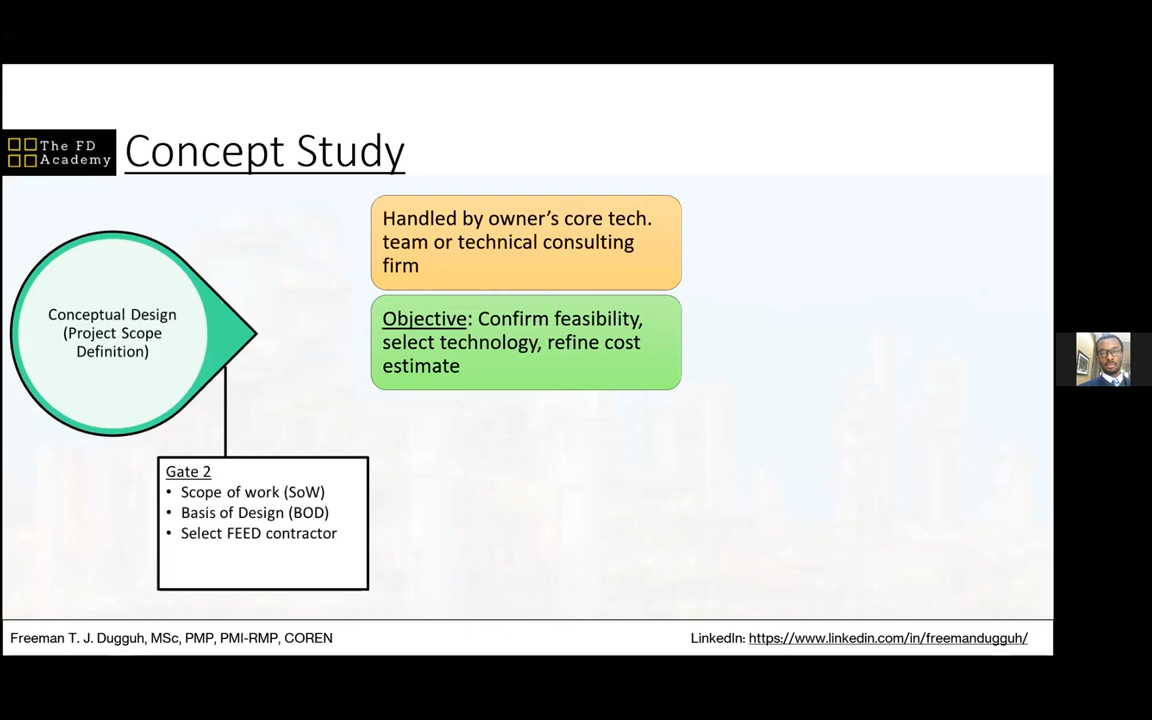 The FD
Academy
Concept Study
Handled by owner’s core tech.
team or technical consulting
firm
Objective: Confirm feasibility,
select technology, refine cost
estimate
Conceptual Design
(Project Scope
Definition)
Gate 2
• Scope of work (SoW)
• Basis of Design (BOD)
• Select FEED contractor
Freeman T. J. Dugguh, MSc, PMP, PMI-RMP, COREN
LinkedIn: https://www.linkedin.com/in/freemandugguh/